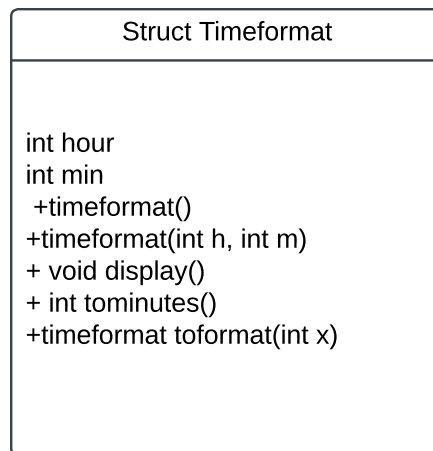 Struct Timeformat
int hour
int min
+timeformat()
+timeformat(int h, int m)
+ void display()
+ int tominutes()
+timeformat toformat(int x)